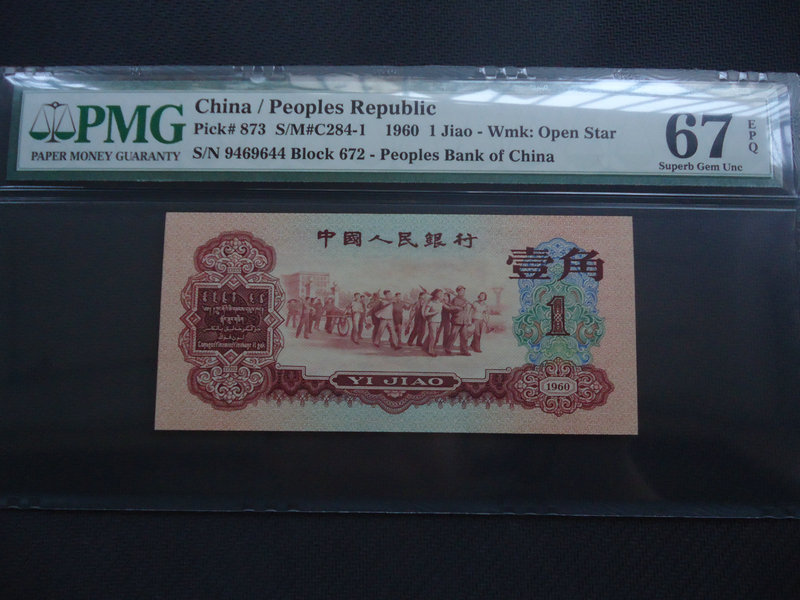 PMG
PAPER MONEY GUARANTY
China / Peoples Republic
Pick# 873 S/M#C284-1 1960 1 Jiao - Wmk: Open Star
S/N 9469644 Block 672 - Peoples Bank of China
67 EPQ
Superb Gem Unc
中國人民銀行
壹角
1
YI JIAO
1960